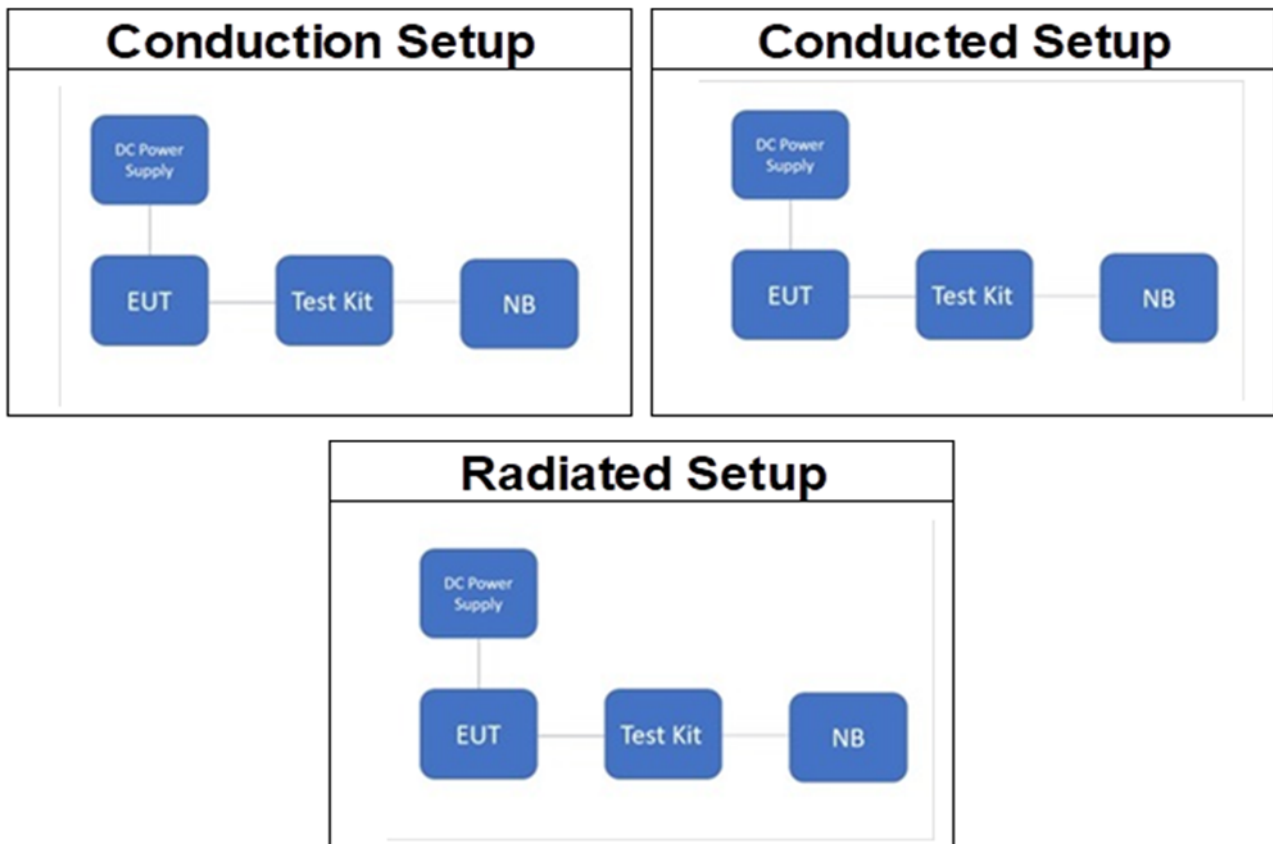 Conduction Setup
DC Power
Supply
EUT
Test Kit
NB
Conducted Setup
DC Power
Supply
EUT
Test Kit
NB
Radiated Setup
DC Power
Supply
EUT
Test Kit
NB